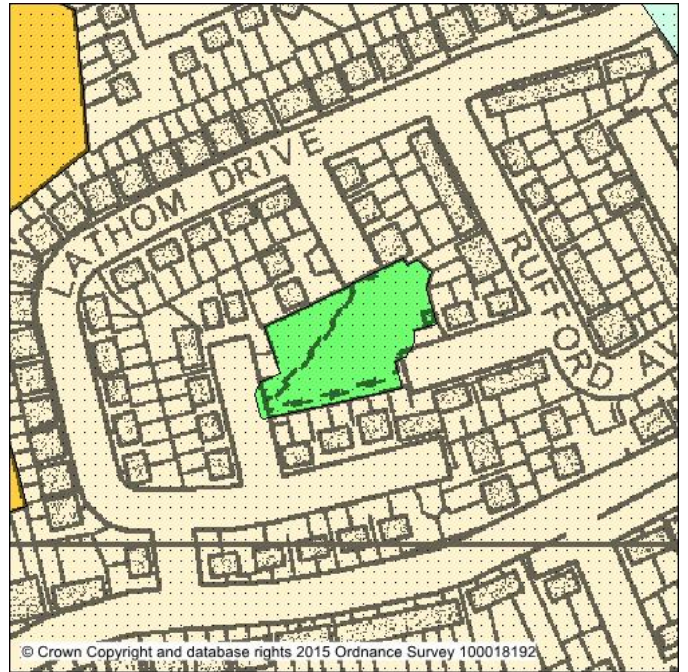 LATHOM DRIVE
RUFFORD AV
© Crown Copyright and database rights 2015 Ordnance Survey 100018192